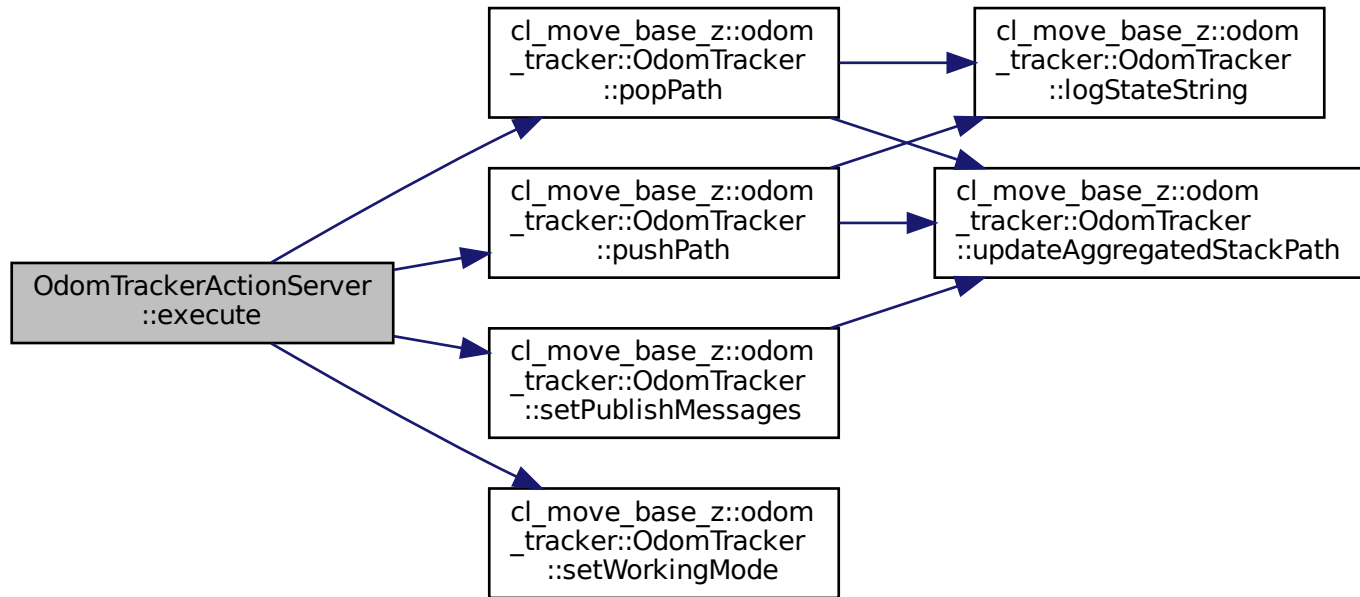 cl_move_base_z::odom
_tracker::OdomTracker
::popPath
cl_move_base_z::odom
_tracker::OdomTracker
::logStateString
cl_move_base_z::odom
_tracker::OdomTracker
::pushPath
cl_move_base_z::odom
_tracker::OdomTracker
::updateAggregatedStackPath
OdomTrackerActionServer
::execute
cl_move_base_z::odom
_tracker::OdomTracker
::setPublishMessages
cl_move_base_z::odom
_tracker::OdomTracker
::setWorkingMode